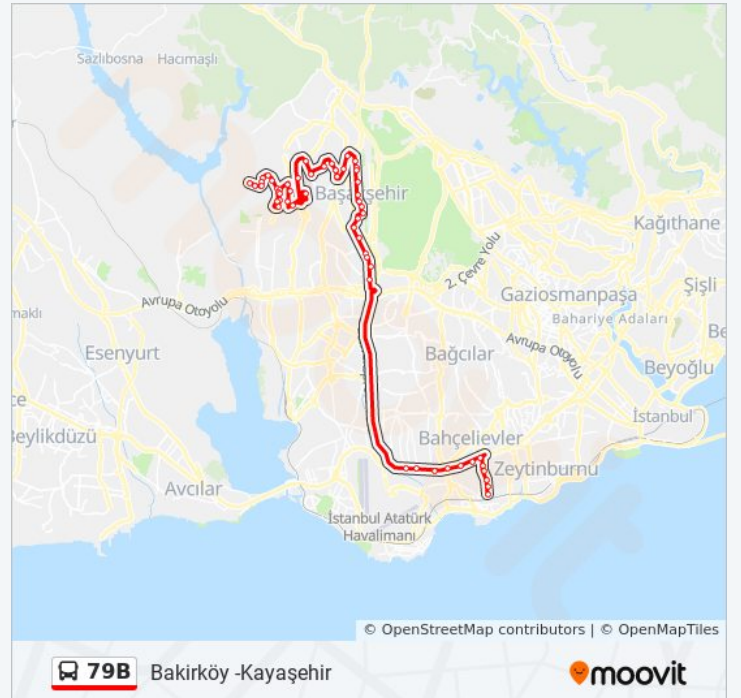 Sazlıbosna
Hacımaşlı
Başakşehir
Kağıthane
2. Çevre Yolu
Şişli
Gaziosmanpaşa
Avrupa Otoyolu
Bahariye Adaları
maklı
Be
Esenyurt
Bağcılar
Avrupa Otoyolu
Beyoğlu
ce
İstanbul
Beylikdüzü
Bahçelievler
Zeytinburnu
Avcılar
İstanbul Atatürk
Havalimanı
© OpenStreetMap contributors | © OpenMapTiles
79B Bakirköy -Kayaşehir
moovit